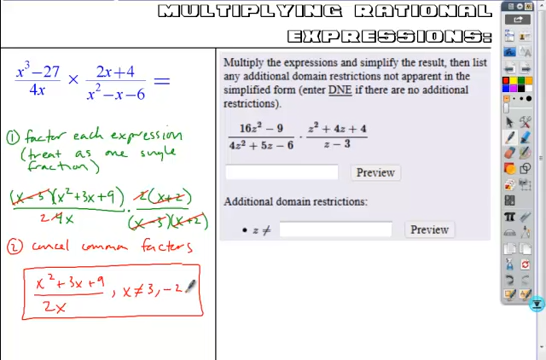 MULTIPLYING RATIONAL
EXPRESSIONS:
x³−27/4x × 2x+4/x²−x−6 =
① factor each expression
(treat as one single
fraction)
(x−3)(x²+3x+9)/2 4x · 2(x+2)/(x−3)(x+2)
② cancel common factors
x²+3x+9/2x , x≠3, −2
Multiply the expressions and simplify the result, then list
any additional domain restrictions not apparent in the
simplified form (enter DNE if there are no additional
restrictions).
16z² − 9/4z² + 5z − 6 · z² + 4z + 4/z − 3
Preview
Additional domain restrictions:
• z ≠ Preview